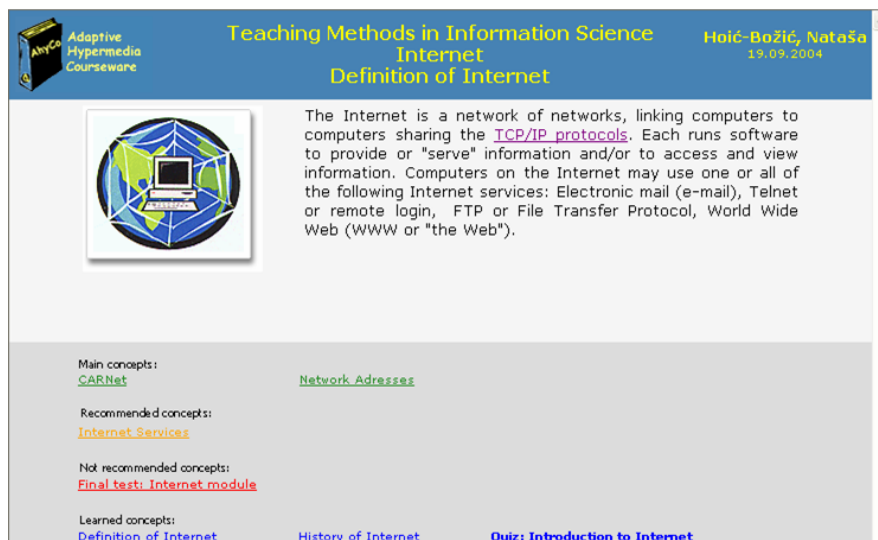 AHyCo
Adaptive
Hypermedia
Courseware
Teaching Methods in Information Science
Internet
Definition of Internet
Hoić-Božić, Nataša
19.09.2004
The Internet is a network of networks, linking computers to
computers sharing the TCP/IP protocols. Each runs software
to provide or "serve" information and/or to access and view
information. Computers on the Internet may use one or all of
the following Internet services: Electronic mail (e-mail), Telnet
or remote login, FTP or File Transfer Protocol, World Wide
Web (WWW or "the Web").
Main concepts:
CARNet Network Adresses
Recommended concepts:
Internet Services
Not recommended concepts:
Final test: Internet module
Learned concepts:
Definition of Internet History of Internet Quiz: Introduction to Internet